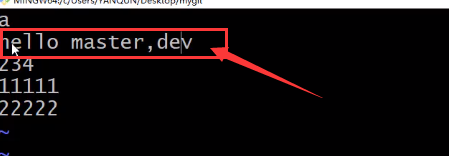 MINGW64:/c/Users/YANQUN/Desktop/mygit
a
hello master,dev
234
11111
22222
~
~